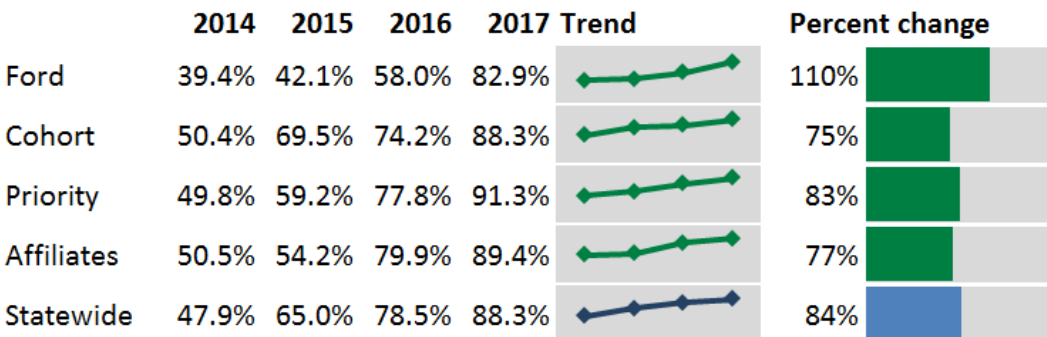 2014 2015 2016 2017 Trend Percent change
Ford 39.4% 42.1% 58.0% 82.9% 110%
Cohort 50.4% 69.5% 74.2% 88.3% 75%
Priority 49.8% 59.2% 77.8% 91.3% 83%
Affiliates 50.5% 54.2% 79.9% 89.4% 77%
Statewide 47.9% 65.0% 78.5% 88.3% 84%